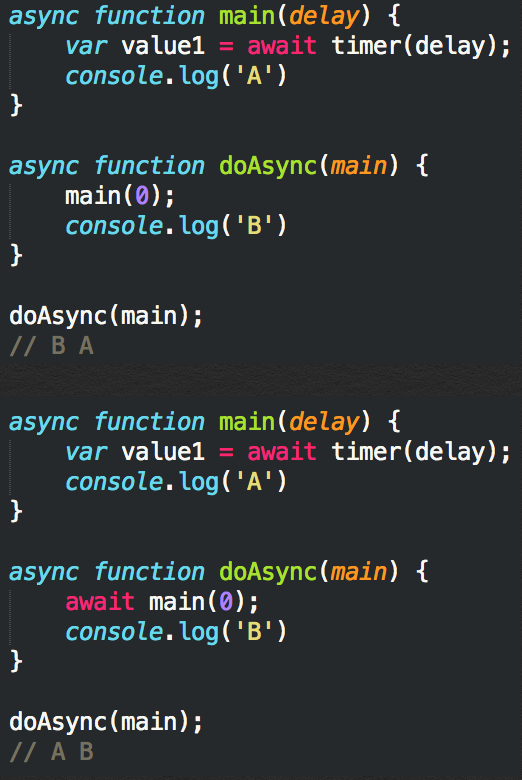 async function main(delay) {
    var value1 = await timer(delay);
    console.log('A')
}
async function doAsync(main) {
    main(0);
    console.log('B')
}
doAsync(main);
// B A
async function main(delay) {
    var value1 = await timer(delay);
    console.log('A')
}
async function doAsync(main) {
    await main(0);
    console.log('B')
}
doAsync(main);
// A B